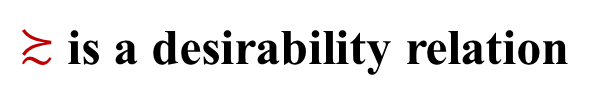 ≿ is a desirability relation